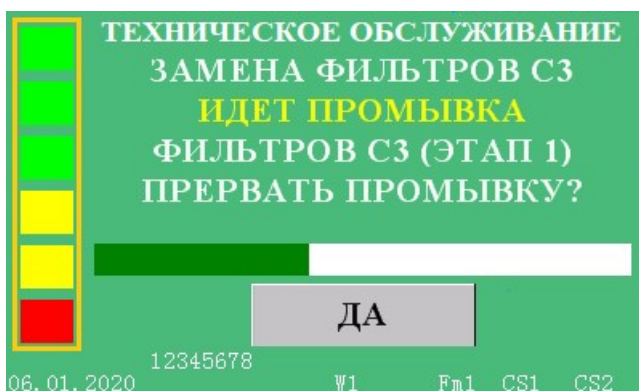 ТЕХНИЧЕСКОЕ ОБСЛУЖИВАНИЕ
ЗАМЕНА ФИЛЬТРОВ С3
ИДЕТ ПРОМЫВКА
ФИЛЬТРОВ С3 (ЭТАП 1)
ПРЕРВАТЬ ПРОМЫВКУ?
ДА
12345678
06.01.2020 W1 Fm1 CS1 CS2